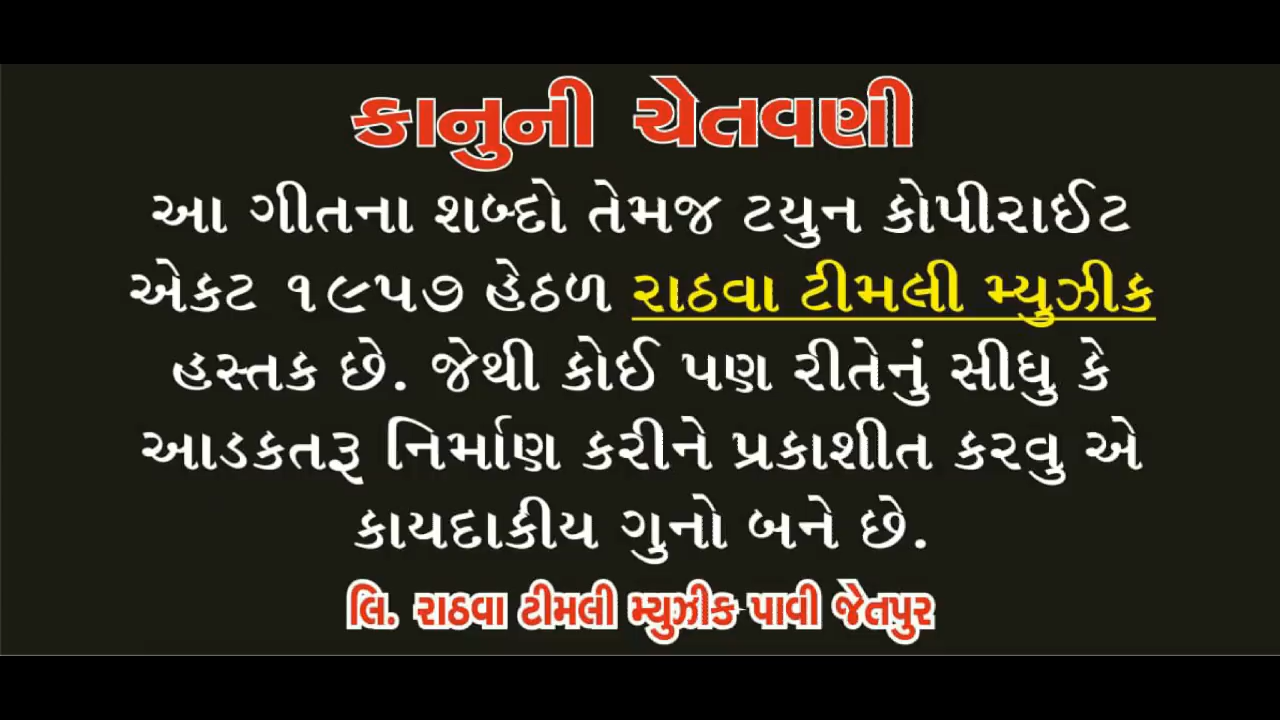 કાનુની ચેતવણી
આ ગીતના શબ્દો તેમજ ટયુન કોપીરાઈટ
એકટ ૧૯૫૭ હેઠળ રાઠવા ટીમલી મ્યુઝીક
હસ્તક છે. જેથી કોઈ પણ રીતેનું સીધુ કે
આડકતરૂ નિર્માણ કરીને પ્રકાશીત કરવુ એ
કાયદાકીય ગુનો બને છે.
લિ. રાઠવા ટીમલી મ્યુઝીક પાવી જેતપુર